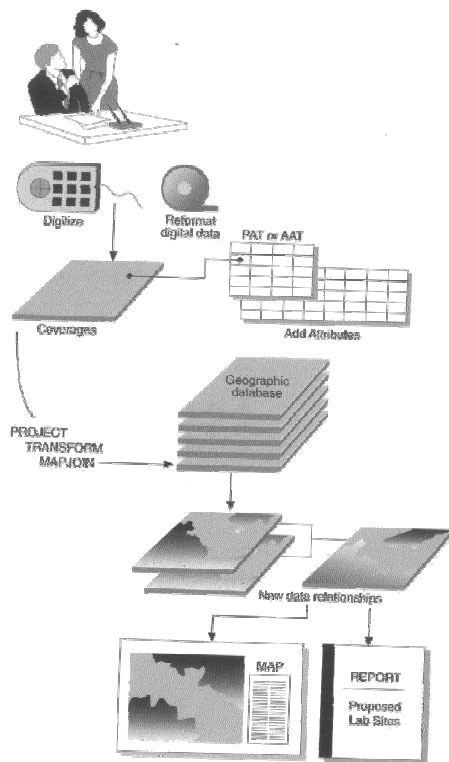 Digitize
Reformat
digital data
PAT or AAT
Coverages
Add Attributes
Geographic
database
PROJECT
TRANSFORM
MAPJOIN
New data relationships
MAP
REPORT
Proposed
Lab Sites